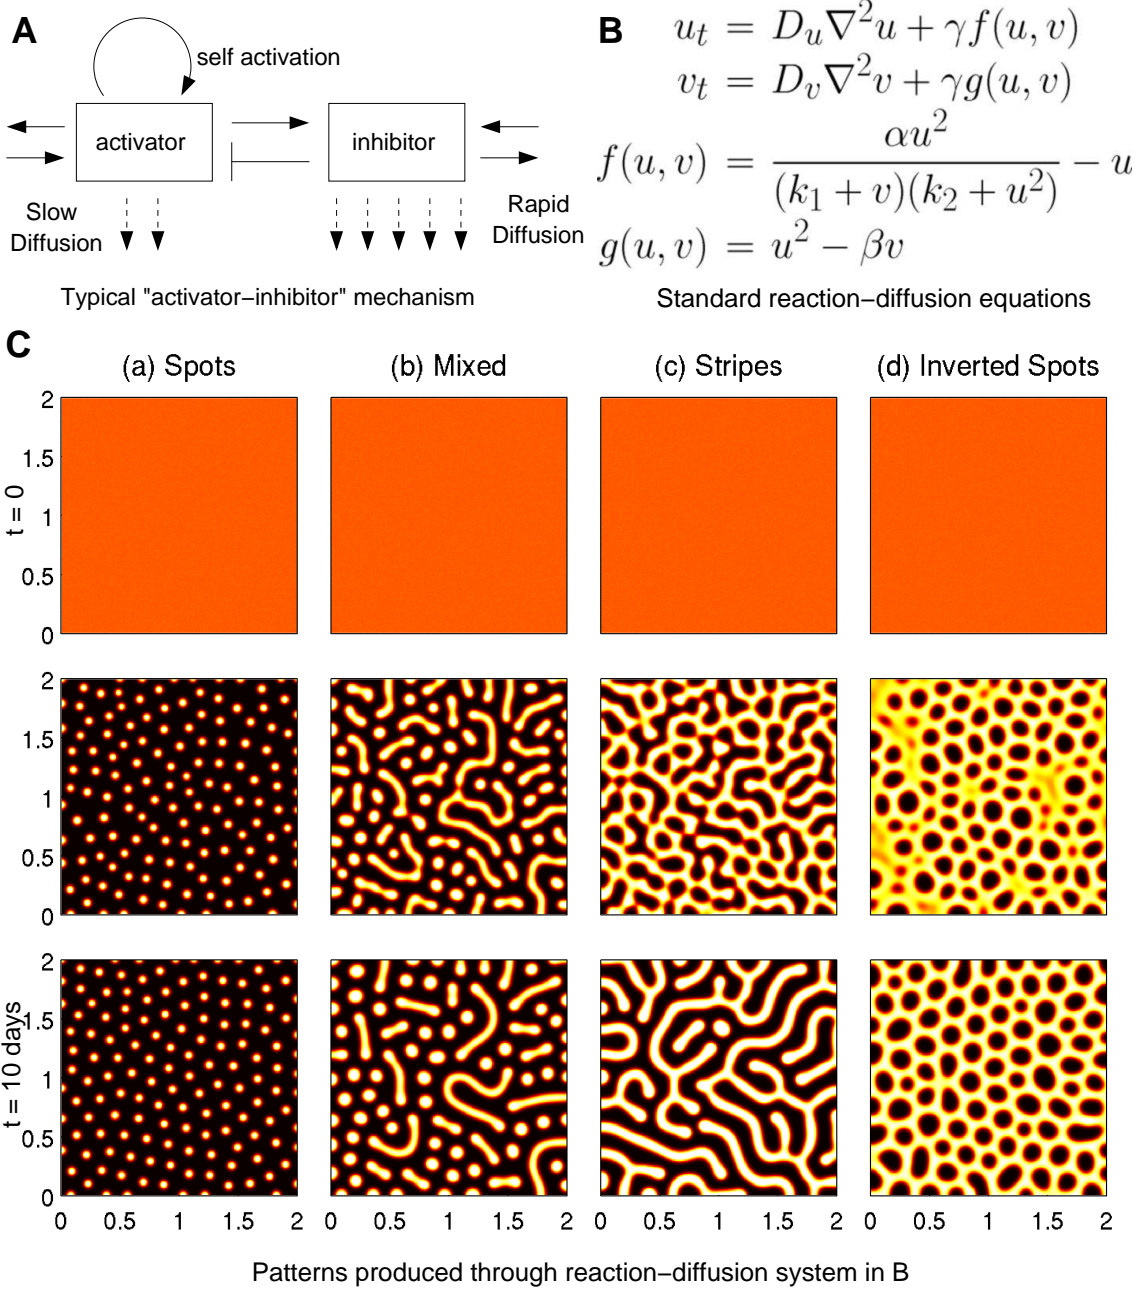 A
self activation
activator
inhibitor
Slow
Diffusion
Rapid
Diffusion
Typical "activator−inhibitor" mechanism
B
u_t = D_u∇²u + γf(u, v)
v_t = D_v∇²v + γg(u, v)
f(u, v) = αu² / ((k₁ + v)(k₂ + u²)) − u
g(u, v) = u² − βv
Standard reaction−diffusion equations
C
(a) Spots (b) Mixed (c) Stripes (d) Inverted Spots
t = 0
2
1.5
1
0.5
0
2
1.5
1
0.5
0
t = 10 days
2
1.5
1
0.5
0
0 0.5 1 1.5 2 0 0.5 1 1.5 2 0 0.5 1 1.5 2 0 0.5 1 1.5 2
Patterns produced through reaction−diffusion system in B